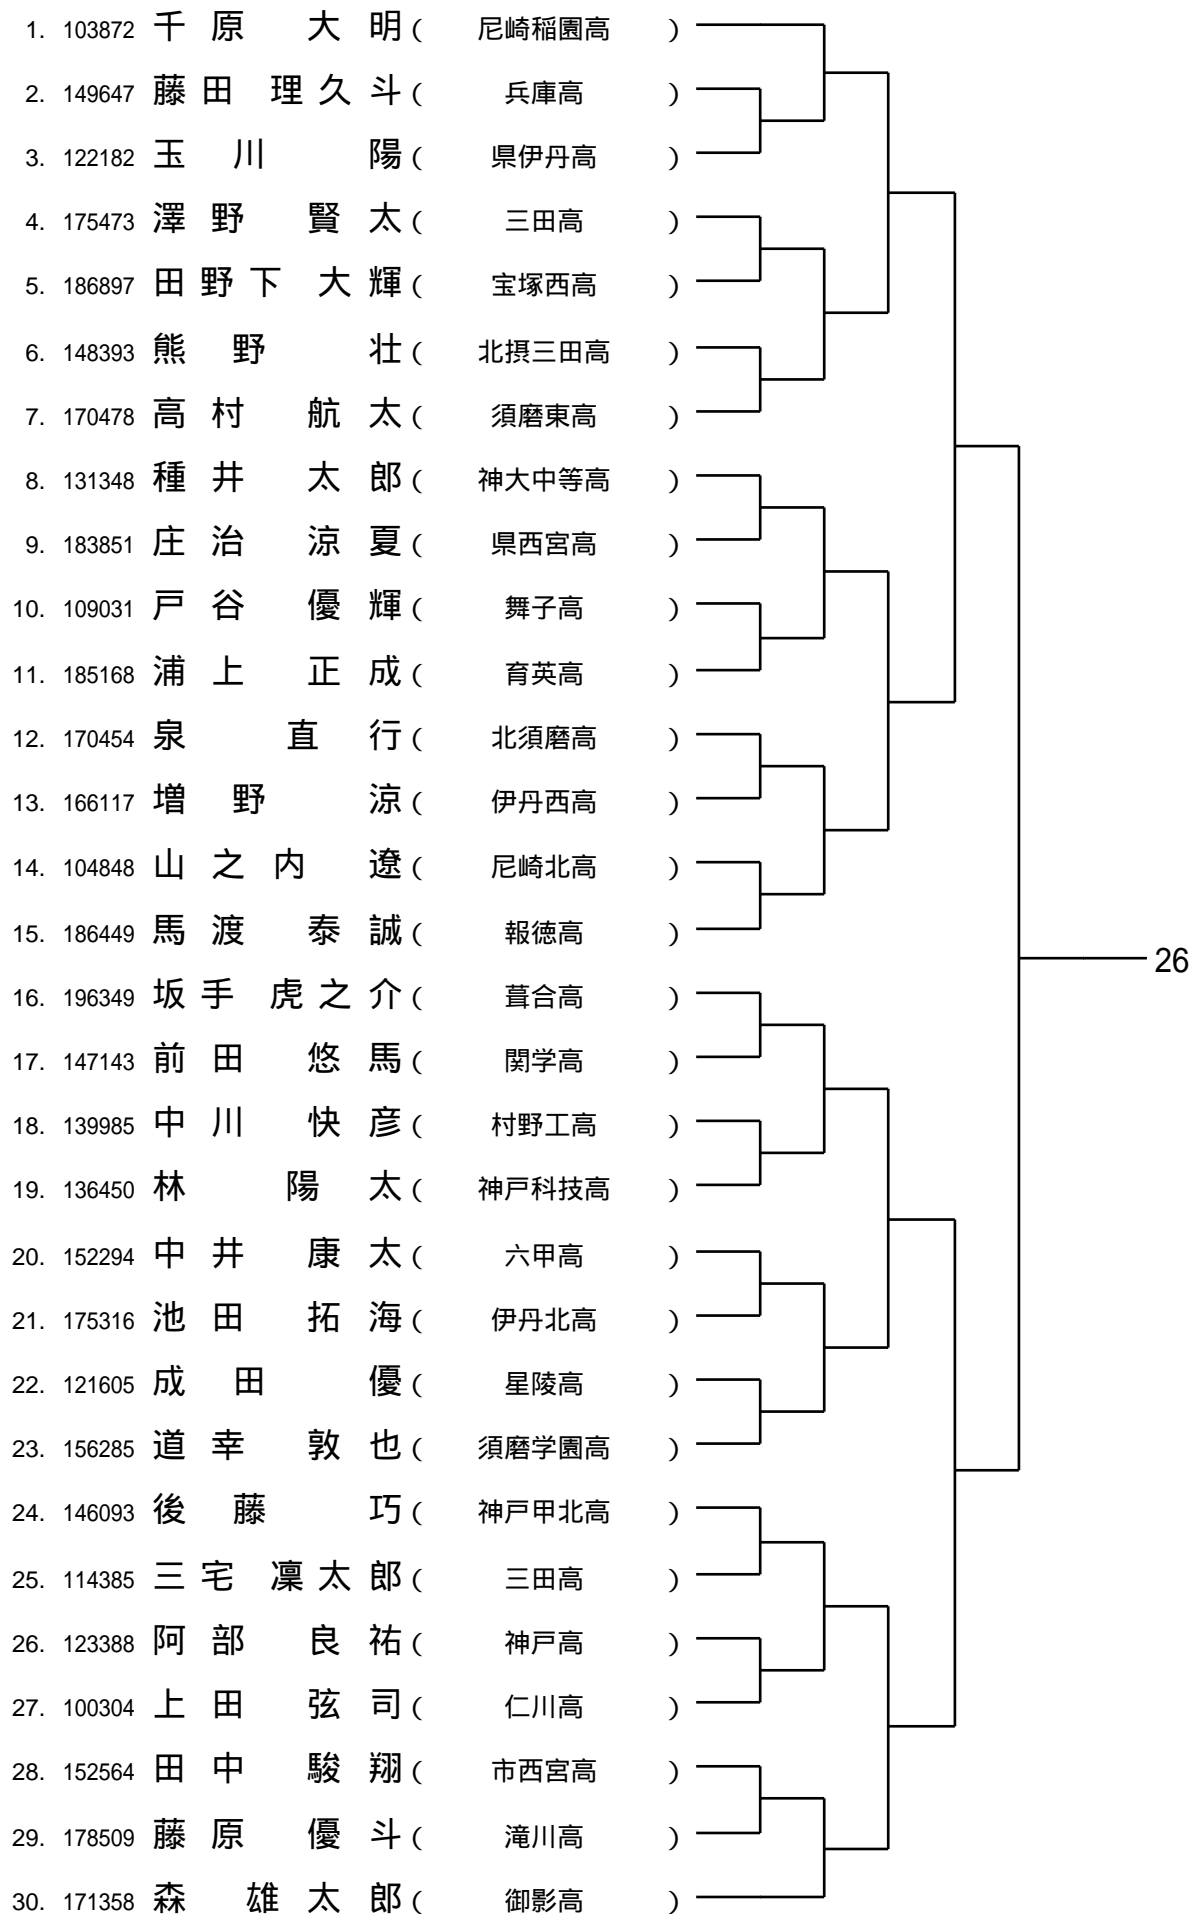 1. 103872 千原 大明 ( 尼崎稲園高 )
2. 149647 藤田 理久斗 ( 兵庫高 )
3. 122182 玉川 陽 ( 県伊丹高 )
4. 175473 澤野 賢太 ( 三田高 )
5. 186897 田野下 大輝 ( 宝塚西高 )
6. 148393 熊野 壮 ( 北摂三田高 )
7. 170478 高村 航太 ( 須磨東高 )
8. 131348 種井 太郎 ( 神大中等高 )
9. 183851 庄治 涼夏 ( 県西宮高 )
10. 109031 戸谷 優輝 ( 舞子高 )
11. 185168 浦上 正成 ( 育英高 )
12. 170454 泉 直行 ( 北須磨高 )
13. 166117 増野 涼 ( 伊丹西高 )
14. 104848 山之内 遼 ( 尼崎北高 )
15. 186449 馬渡 泰誠 ( 報徳高 )
26
16. 196349 坂手 虎之介 ( 葺合高 )
17. 147143 前田 悠馬 ( 関学高 )
18. 139985 中川 快彦 ( 村野工高 )
19. 136450 林 陽太 ( 神戸科技高 )
20. 152294 中井 康太 ( 六甲高 )
21. 175316 池田 拓海 ( 伊丹北高 )
22. 121605 成田 優 ( 星陵高 )
23. 156285 道幸 敦也 ( 須磨学園高 )
24. 146093 後藤 巧 ( 神戸甲北高 )
25. 114385 三宅 凜太郎 ( 三田高 )
26. 123388 阿部 良祐 ( 神戸高 )
27. 100304 上田 弦司 ( 仁川高 )
28. 152564 田中 駿翔 ( 市西宮高 )
29. 178509 藤原 優斗 ( 滝川高 )
30. 171358 森 雄太郎 ( 御影高 )